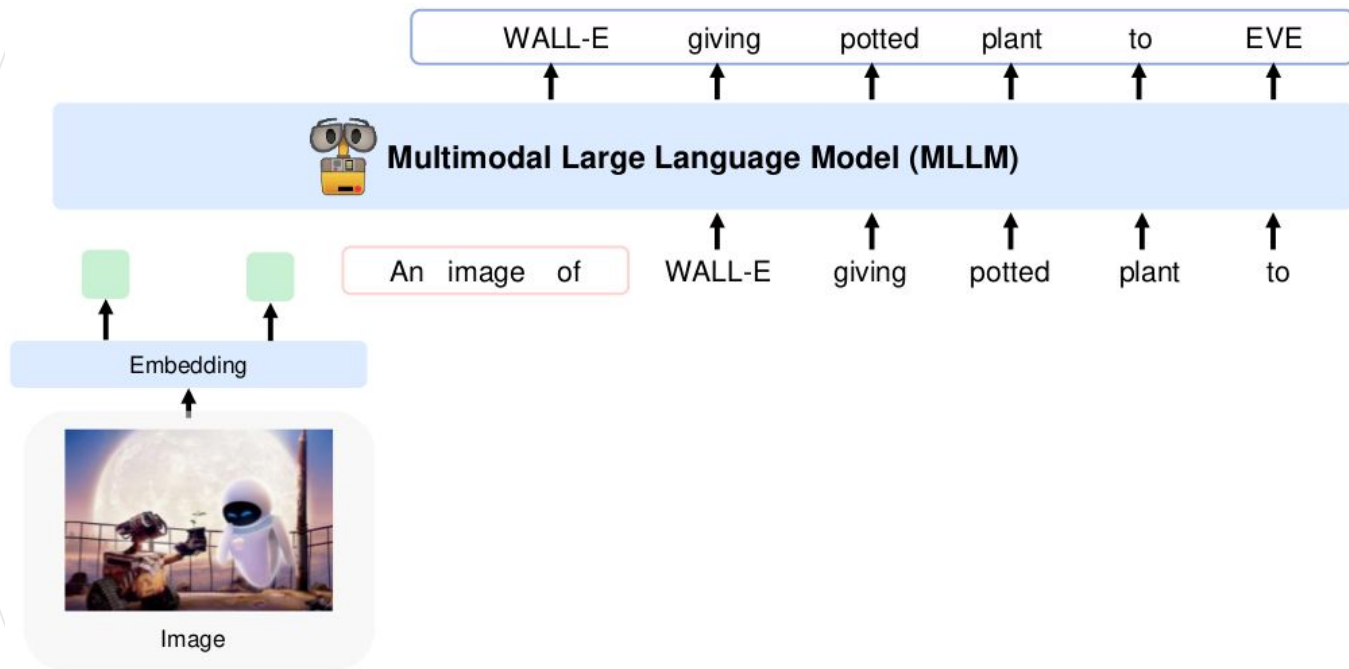 WALL-E giving potted plant to EVE
Multimodal Large Language Model (MLLM)
An image of WALL-E giving potted plant to
Embedding
Image